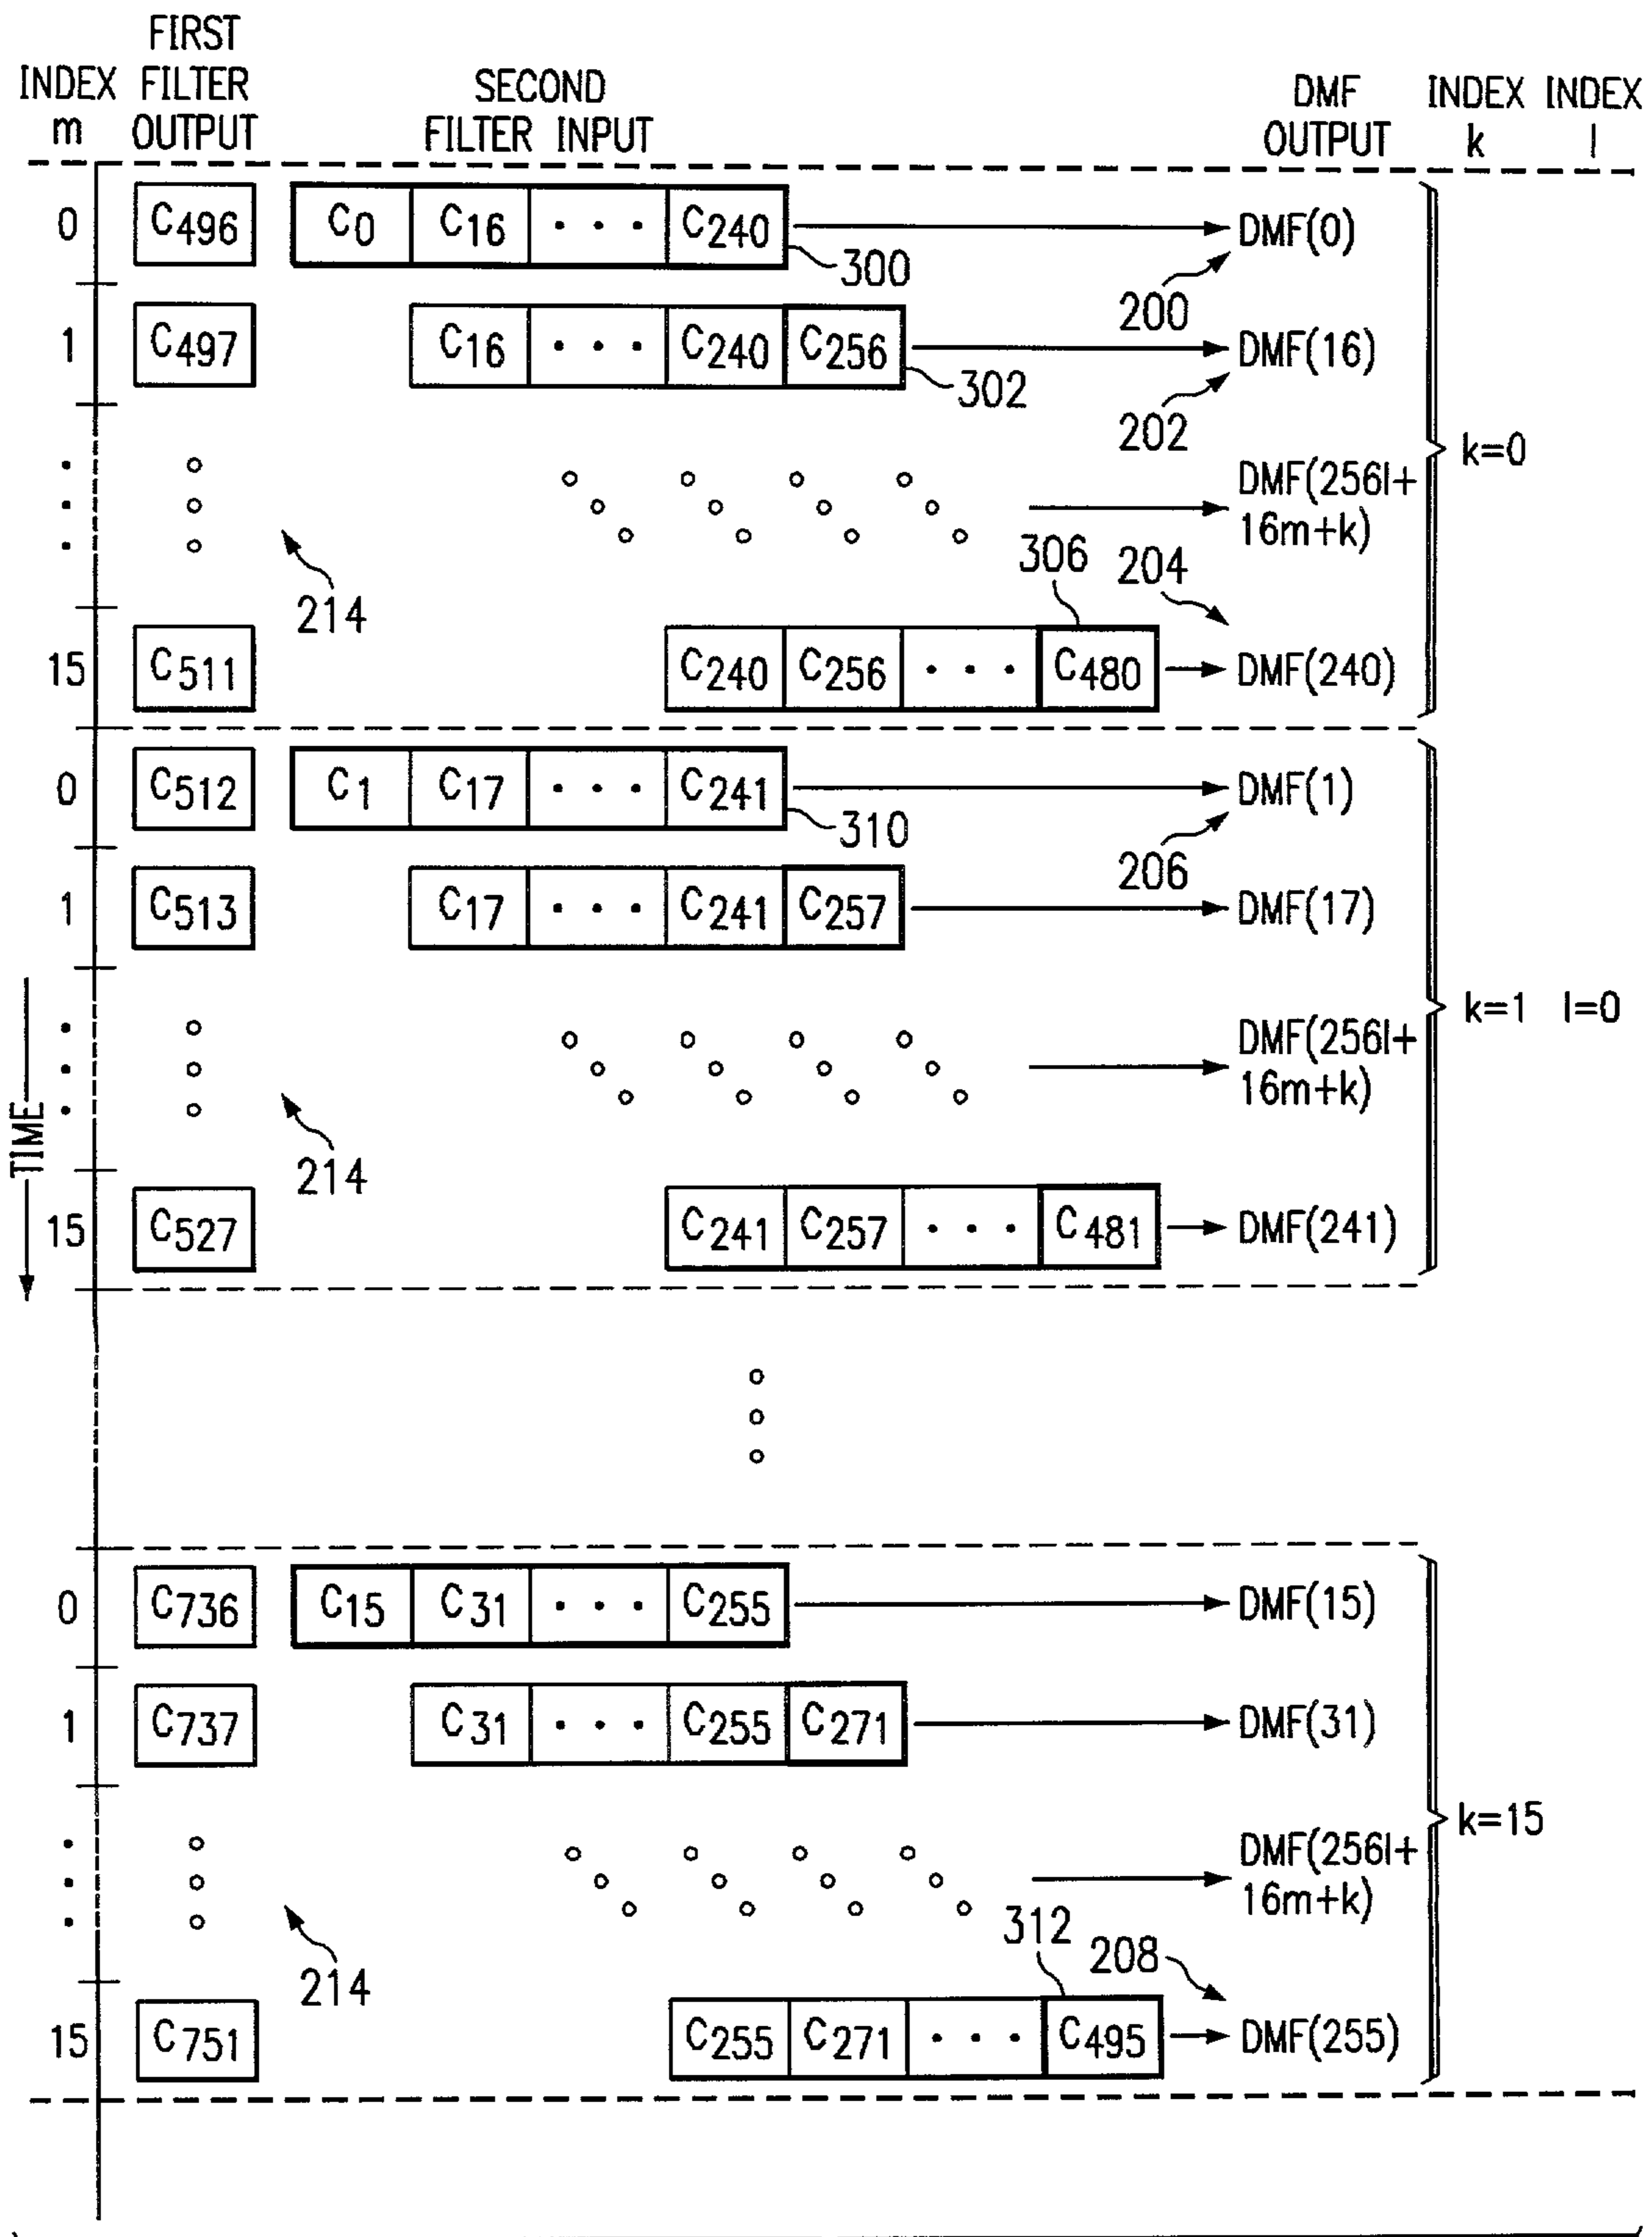 FIRST
INDEX FILTER SECOND DMF INDEX INDEX
m OUTPUT FILTER INPUT OUTPUT k l
0 C496 C0 C16 ··· C240 DMF(0)
300
200
1 C497 C16 ··· C240 C256 DMF(16)
302
202
k=0
DMF(256l+
16m+k)
306 204
214
15 C511 C240 C256 ··· C480 DMF(240)
0 C512 C1 C17 ··· C241 DMF(1)
310
206
1 C513 C17 ··· C241 C257 DMF(17)
k=1 l=0
DMF(256l+
16m+k)
TIME
214
15 C527 C241 C257 ··· C481 DMF(241)
0 C736 C15 C31 ··· C255 DMF(15)
1 C737 C31 ··· C255 C271 DMF(31)
k=15
DMF(256l+
16m+k)
312 208
214
15 C751 C255 C271 ··· C495 DMF(255)